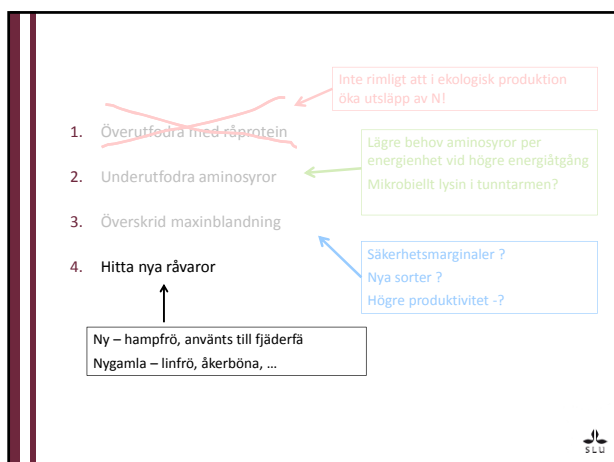 Inte rimligt att i ekologisk produktion
öka utsläpp av N!
1. Överutfodra med råprotein
Lägre behov aminosyror per
energienhet vid högre energiåtgång
Mikrobiellt lysin i tunntarmen?
2. Underutfodra aminosyror
3. Överskrid maxinblandning
Säkerhetsmarginaler ?
Nya sorter ?
Högre produktivitet -?
4. Hitta nya råvaror
Ny – hampfrö, använts till fjäderfä
Nygamla – linfrö, åkerböna, ...
SLU